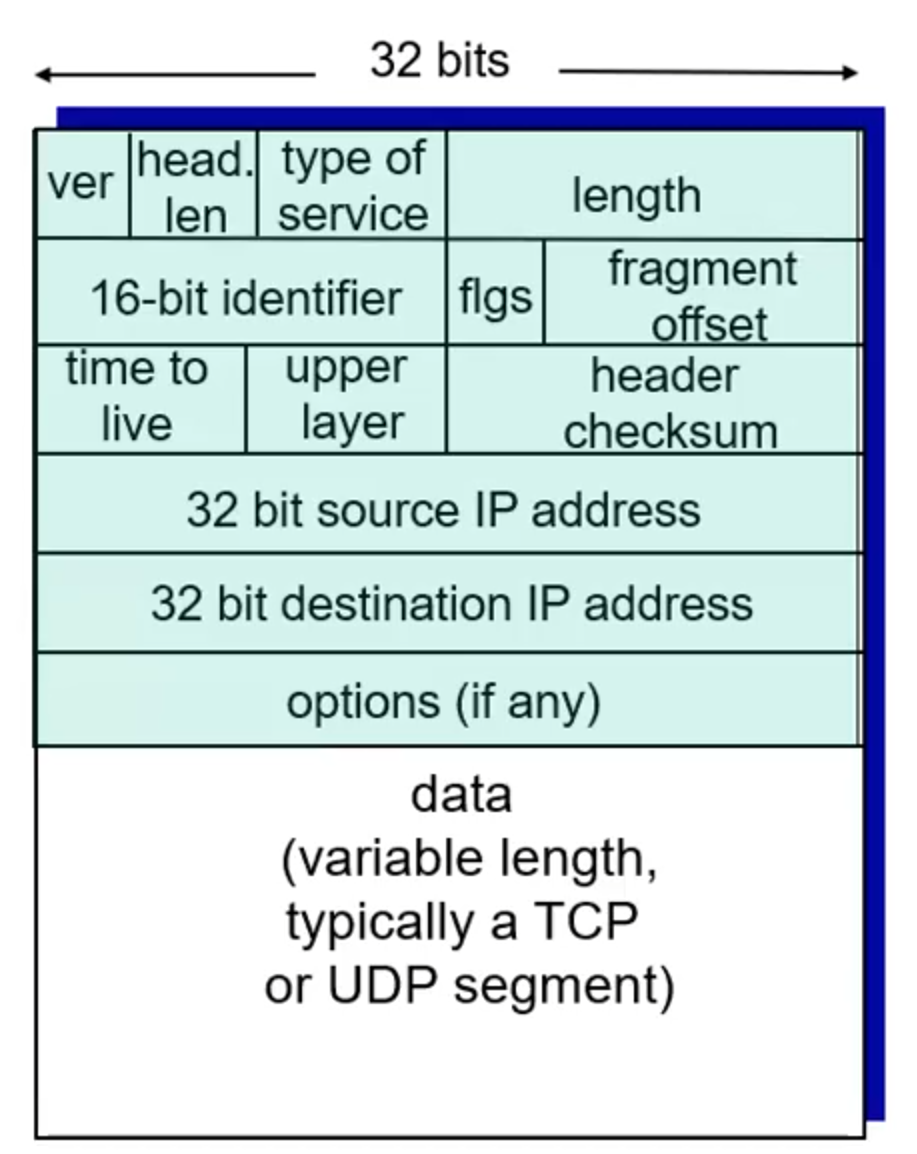 32 bits
ver
head.
len
type of
service
length
16-bit identifier
flgs
fragment
offset
time to
live
upper
layer
header
checksum
32 bit source IP address
32 bit destination IP address
options (if any)
data
(variable length,
typically a TCP
or UDP segment)